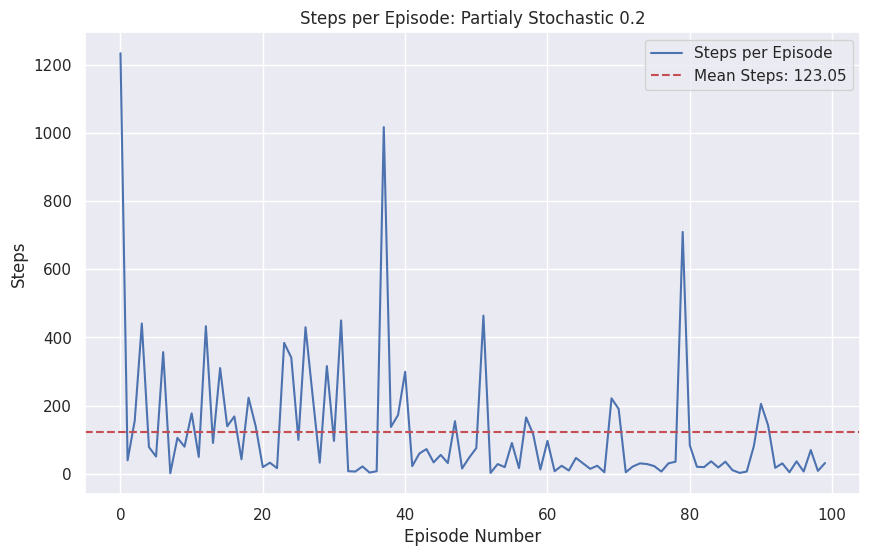 Steps per Episode: Partialy Stochastic 0.2
Steps per Episode
Mean Steps: 123.05
Steps
1200
1000
800
600
400
200
0
0 20 40 60 80 100
Episode Number